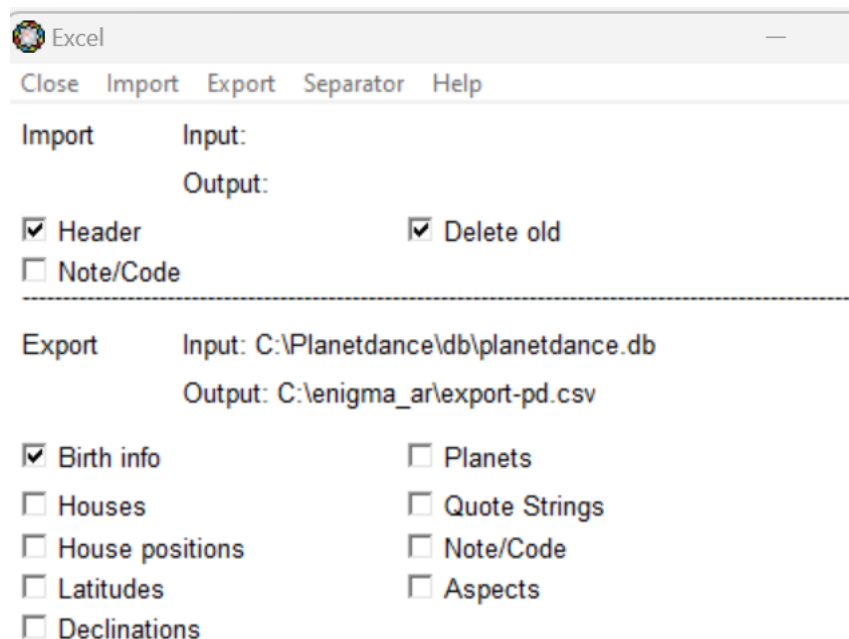 Excel
Close Import Export Separator Help
Import Input:
Output:
Header Delete old
Note/Code
Export Input: C:\Planetdance\db\planetdance.db
Output: C:\enigma_ar\export-pd.csv
Birth info Planets
Houses Quote Strings
House positions Note/Code
Latitudes Aspects
Declinations